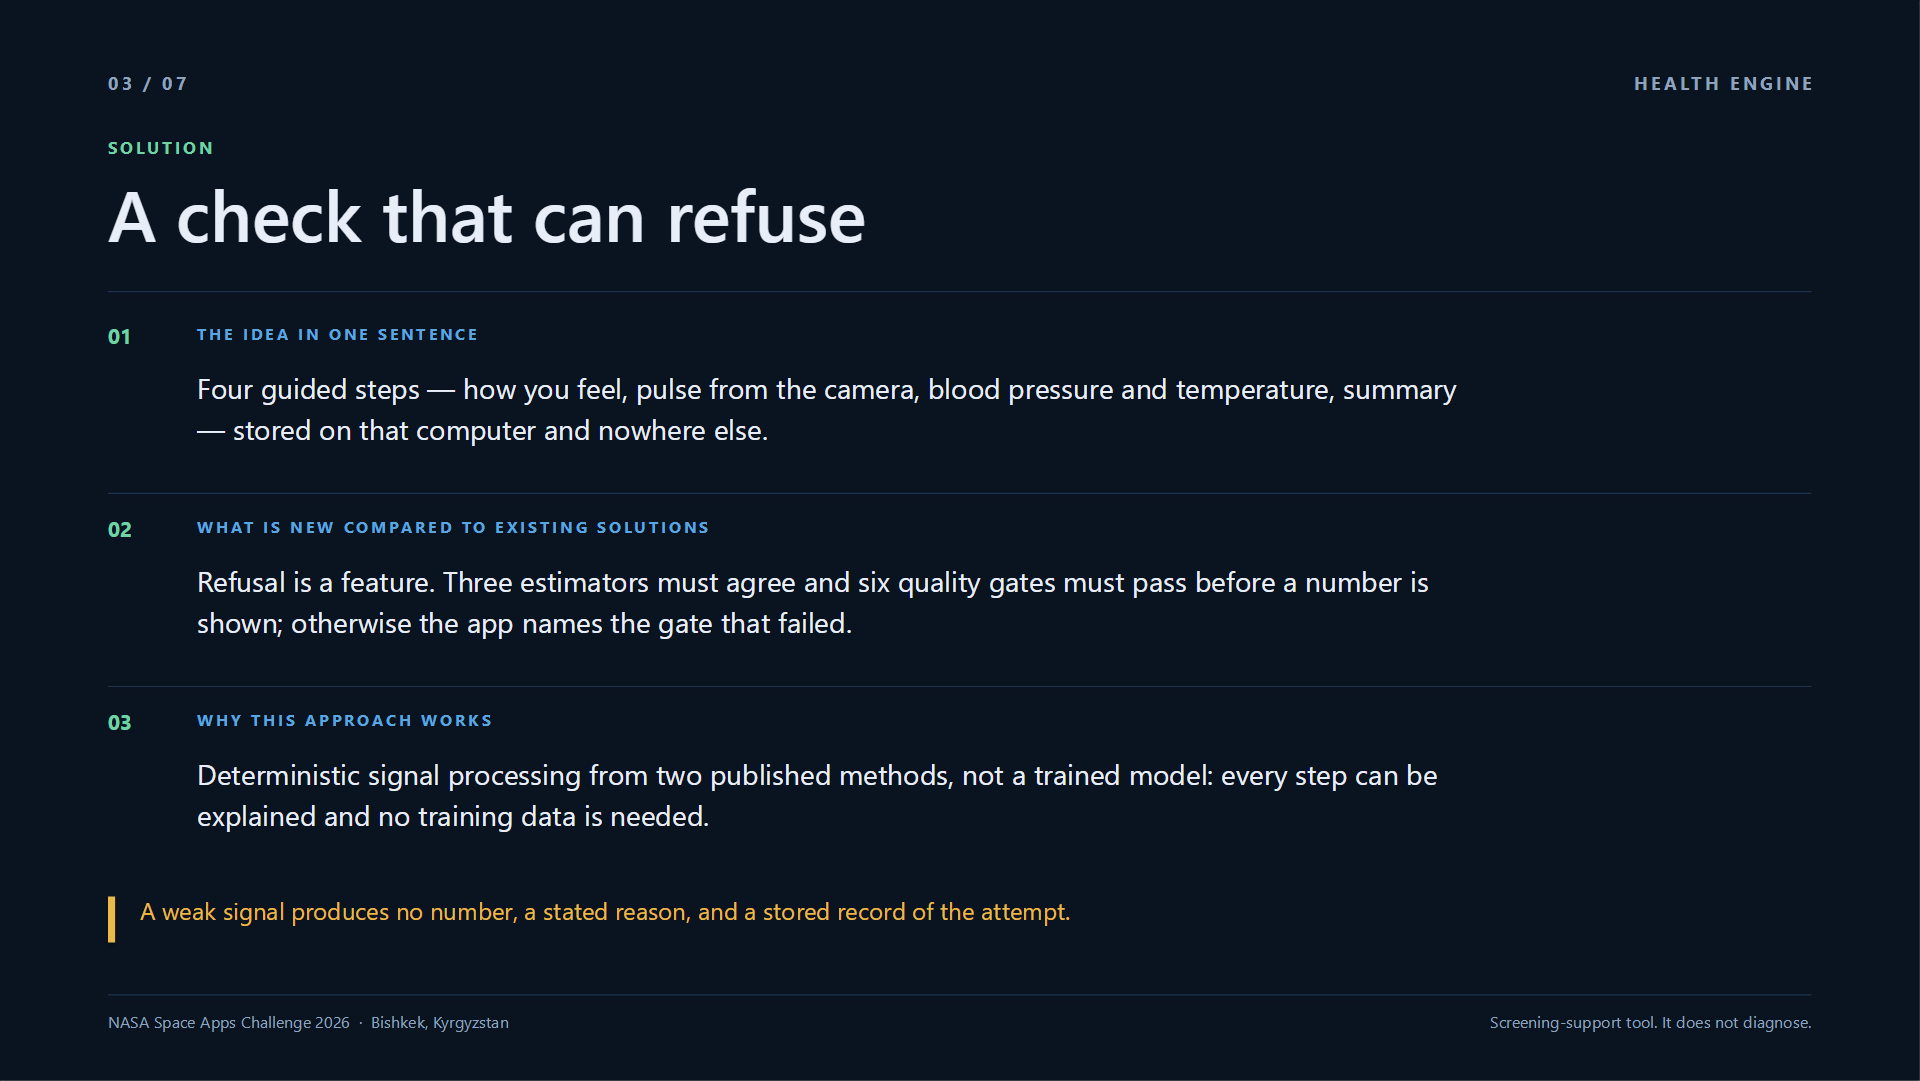 03 / 07
HEALTH ENGINE
SOLUTION
A check that can refuse
01
THE IDEA IN ONE SENTENCE
Four guided steps — how you feel, pulse from the camera, blood pressure and temperature, summary
— stored on that computer and nowhere else.
02
WHAT IS NEW COMPARED TO EXISTING SOLUTIONS
Refusal is a feature. Three estimators must agree and six quality gates must pass before a number is
shown; otherwise the app names the gate that failed.
03
WHY THIS APPROACH WORKS
Deterministic signal processing from two published methods, not a trained model: every step can be
explained and no training data is needed.
A weak signal produces no number, a stated reason, and a stored record of the attempt.
NASA Space Apps Challenge 2026 · Bishkek, Kyrgyzstan
Screening-support tool. It does not diagnose.